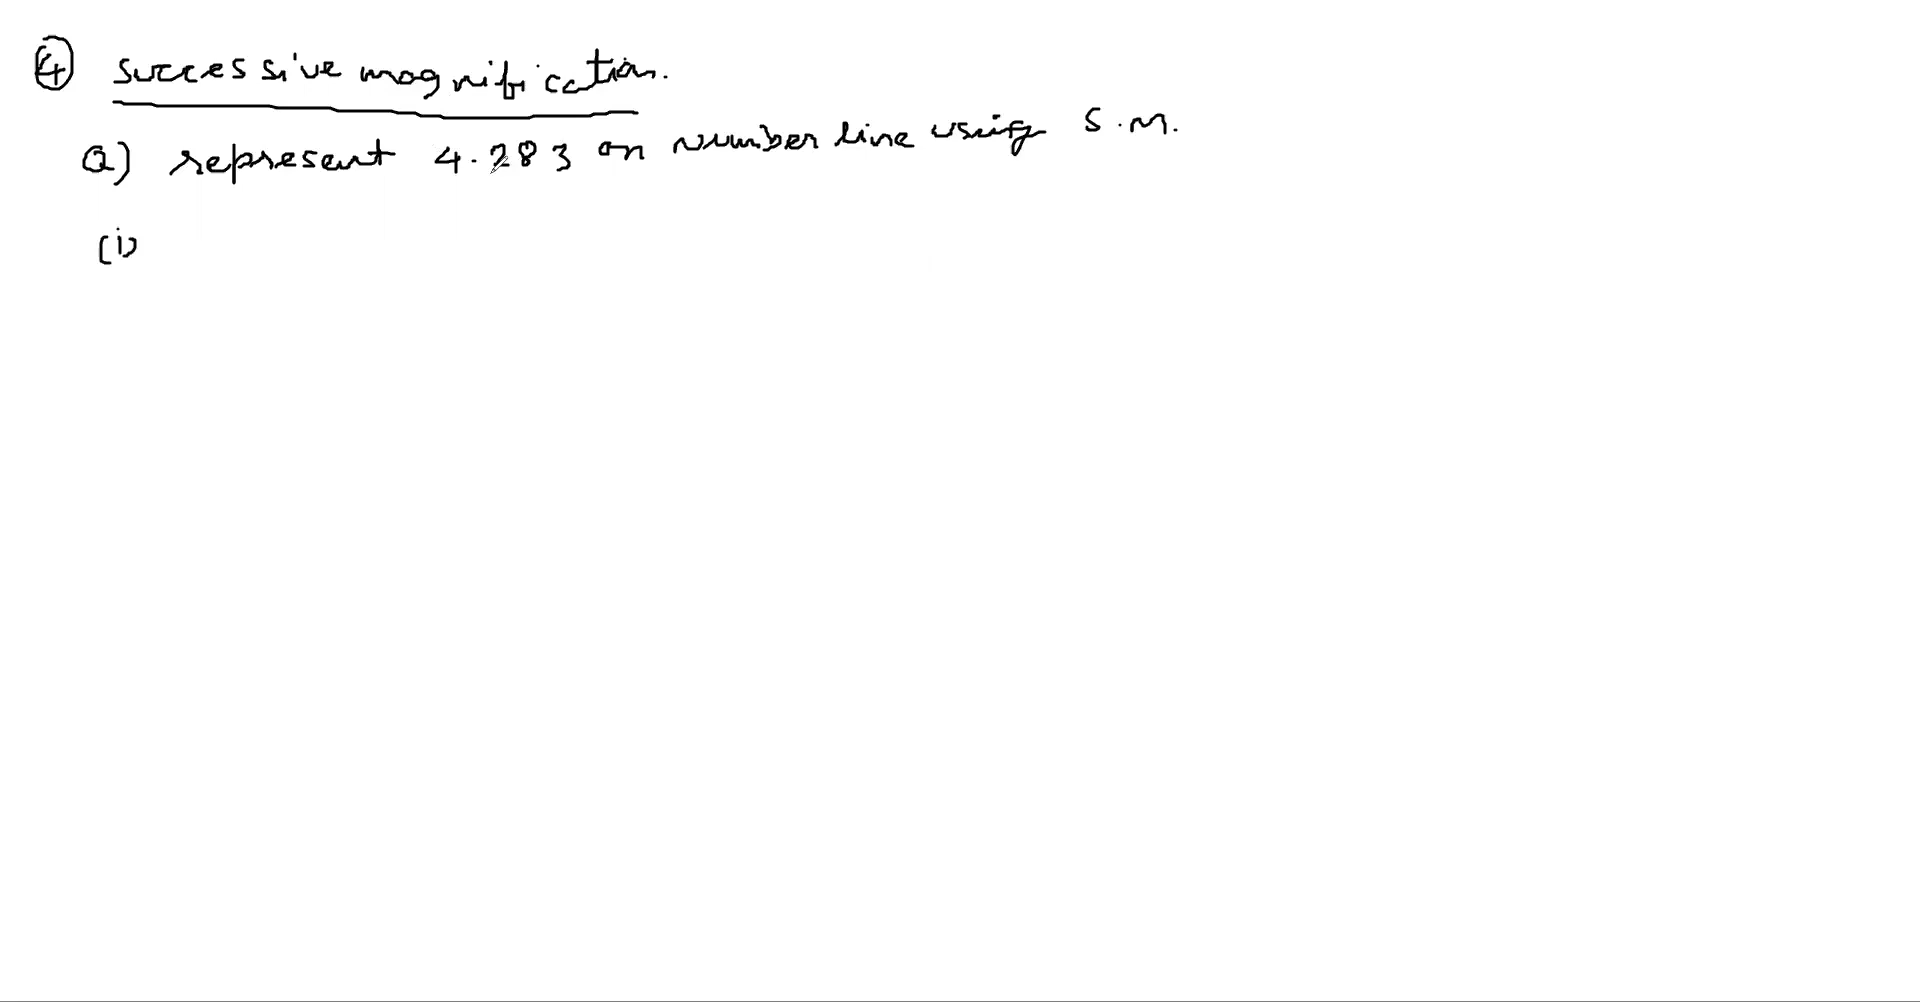 ④ successive magnification.
Q) represent 4.283 on number line using S.M.
(i)